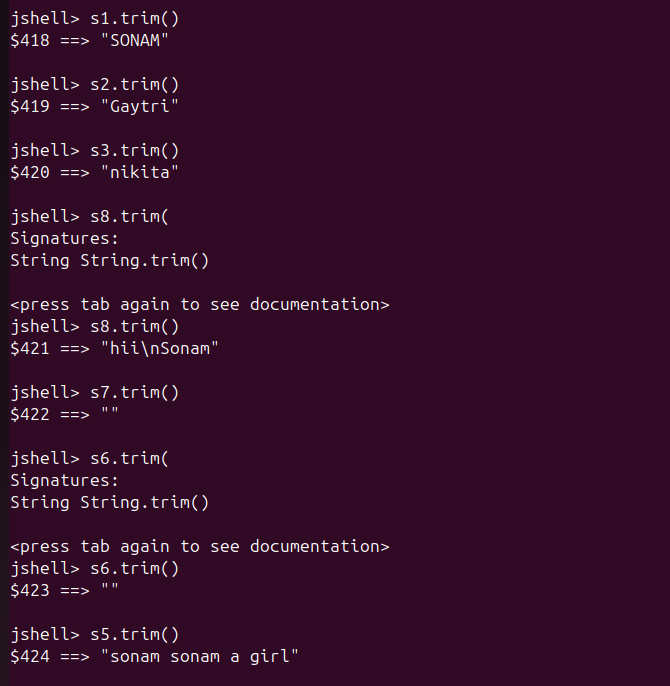 jshell> s1.trim()
$418 ==> "SONAM"
jshell> s2.trim()
$419 ==> "Gaytri"
jshell> s3.trim()
$420 ==> "nikita"
jshell> s8.trim(
Signatures:
String String.trim()
<press tab again to see documentation>
jshell> s8.trim()
$421 ==> "hii\nSonam"
jshell> s7.trim()
$422 ==> ""
jshell> s6.trim(
Signatures:
String String.trim()
<press tab again to see documentation>
jshell> s6.trim()
$423 ==> ""
jshell> s5.trim()
$424 ==> "sonam sonam a girl"